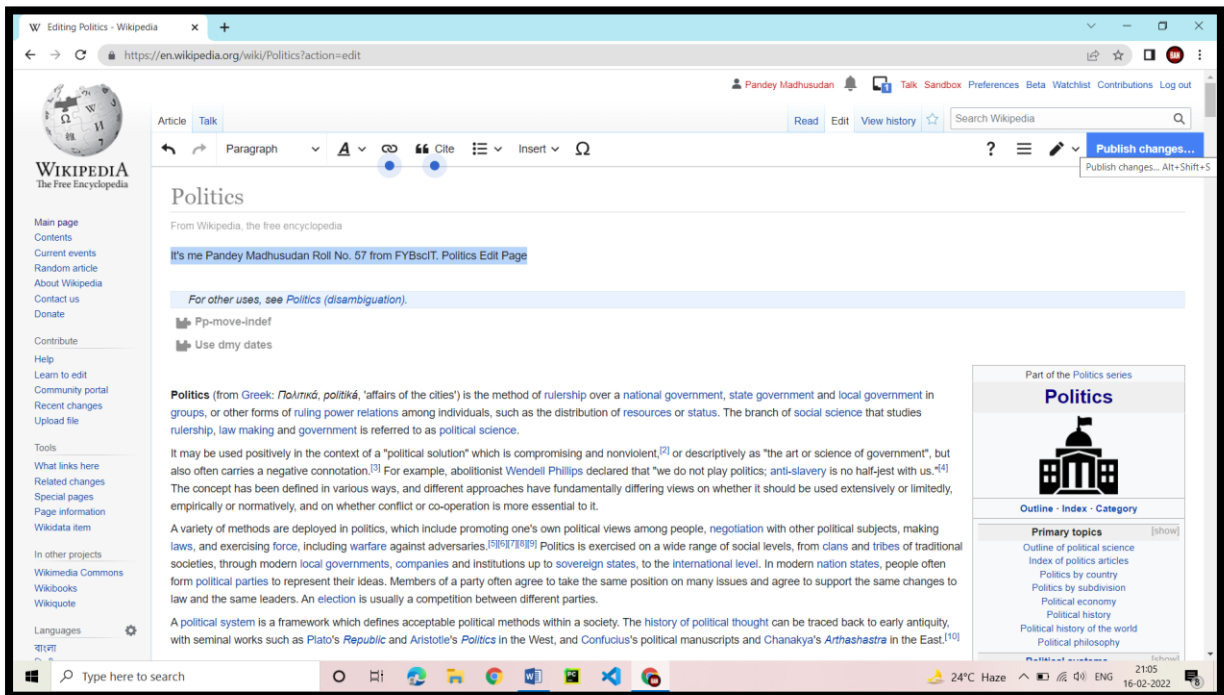 Editing Politics - Wikipedia
https://en.wikipedia.org/wiki/Politics?action=edit
Pandey Madhusudan 1 Talk Sandbox Preferences Beta Watchlist Contributions Log out
Article Talk Read Edit View history Search Wikipedia
Paragraph A Cite Insert Ω ? Publish changes...
Publish changes... Alt+Shift+S
WIKIPEDIA
The Free Encyclopedia
Main page
Contents
Current events
Random article
About Wikipedia
Contact us
Donate
Contribute
Help
Learn to edit
Community portal
Recent changes
Upload file
Tools
What links here
Related changes
Special pages
Page information
Wikidata item
In other projects
Wikimedia Commons
Wikibooks
Wikiquote
Languages
বাংলা
Politics
From Wikipedia, the free encyclopedia
It's me Pandey Madhusudan Roll No. 57 from FYBscIT. Politics Edit Page
For other uses, see Politics (disambiguation).
Pp-move-indef
Use dmy dates
Politics (from Greek: Πολιτικά, politiká, 'affairs of the cities') is the method of rulership over a national government, state government and local government in
groups, or other forms of ruling power relations among individuals, such as the distribution of resources or status. The branch of social science that studies
rulership, law making and government is referred to as political science.
It may be used positively in the context of a "political solution" which is compromising and nonviolent,[2] or descriptively as "the art or science of government", but
also often carries a negative connotation.[3] For example, abolitionist Wendell Phillips declared that "we do not play politics; anti-slavery is no half-jest with us."[4]
The concept has been defined in various ways, and different approaches have fundamentally differing views on whether it should be used extensively or limitedly,
empirically or normatively, and on whether conflict or co-operation is more essential to it.
A variety of methods are deployed in politics, which include promoting one's own political views among people, negotiation with other political subjects, making
laws, and exercising force, including warfare against adversaries.[5][6][7][8][9] Politics is exercised on a wide range of social levels, from clans and tribes of traditional
societies, through modern local governments, companies and institutions up to sovereign states, to the international level. In modern nation states, people often
form political parties to represent their ideas. Members of a party often agree to take the same position on many issues and agree to support the same changes to
law and the same leaders. An election is usually a competition between different parties.
A political system is a framework which defines acceptable political methods within a society. The history of political thought can be traced back to early antiquity,
with seminal works such as Plato's Republic and Aristotle's Politics in the West, and Confucius's political manuscripts and Chanakya's Arthashastra in the East.[10]
Part of the Politics series
Politics
Outline · Index · Category
Primary topics [show]
Outline of political science
Index of politics articles
Politics by country
Politics by subdivision
Political economy
Political history
Political history of the world
Political philosophy
Political systems [show]
Type here to search
24°C Haze ENG 21:05
16-02-2022